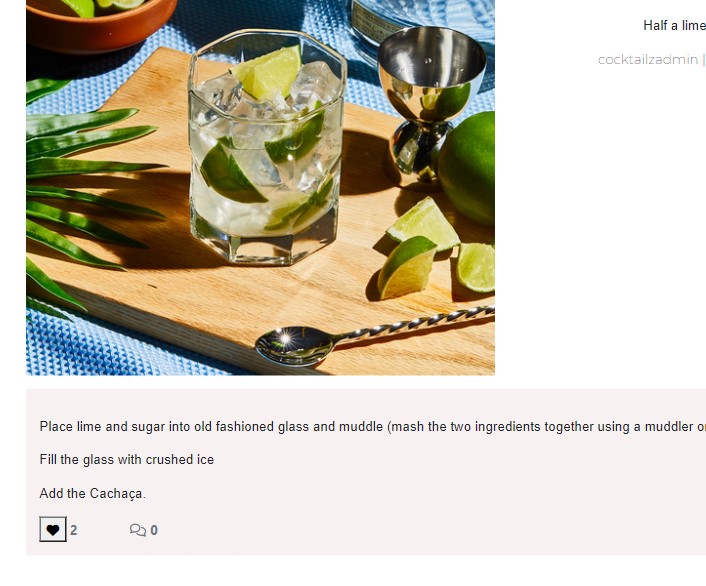 Half a lime
cocktailzadmin |
Place lime and sugar into old fashioned glass and muddle (mash the two ingredients together using a muddler or
Fill the glass with crushed ice
Add the Cachaça.
2 0